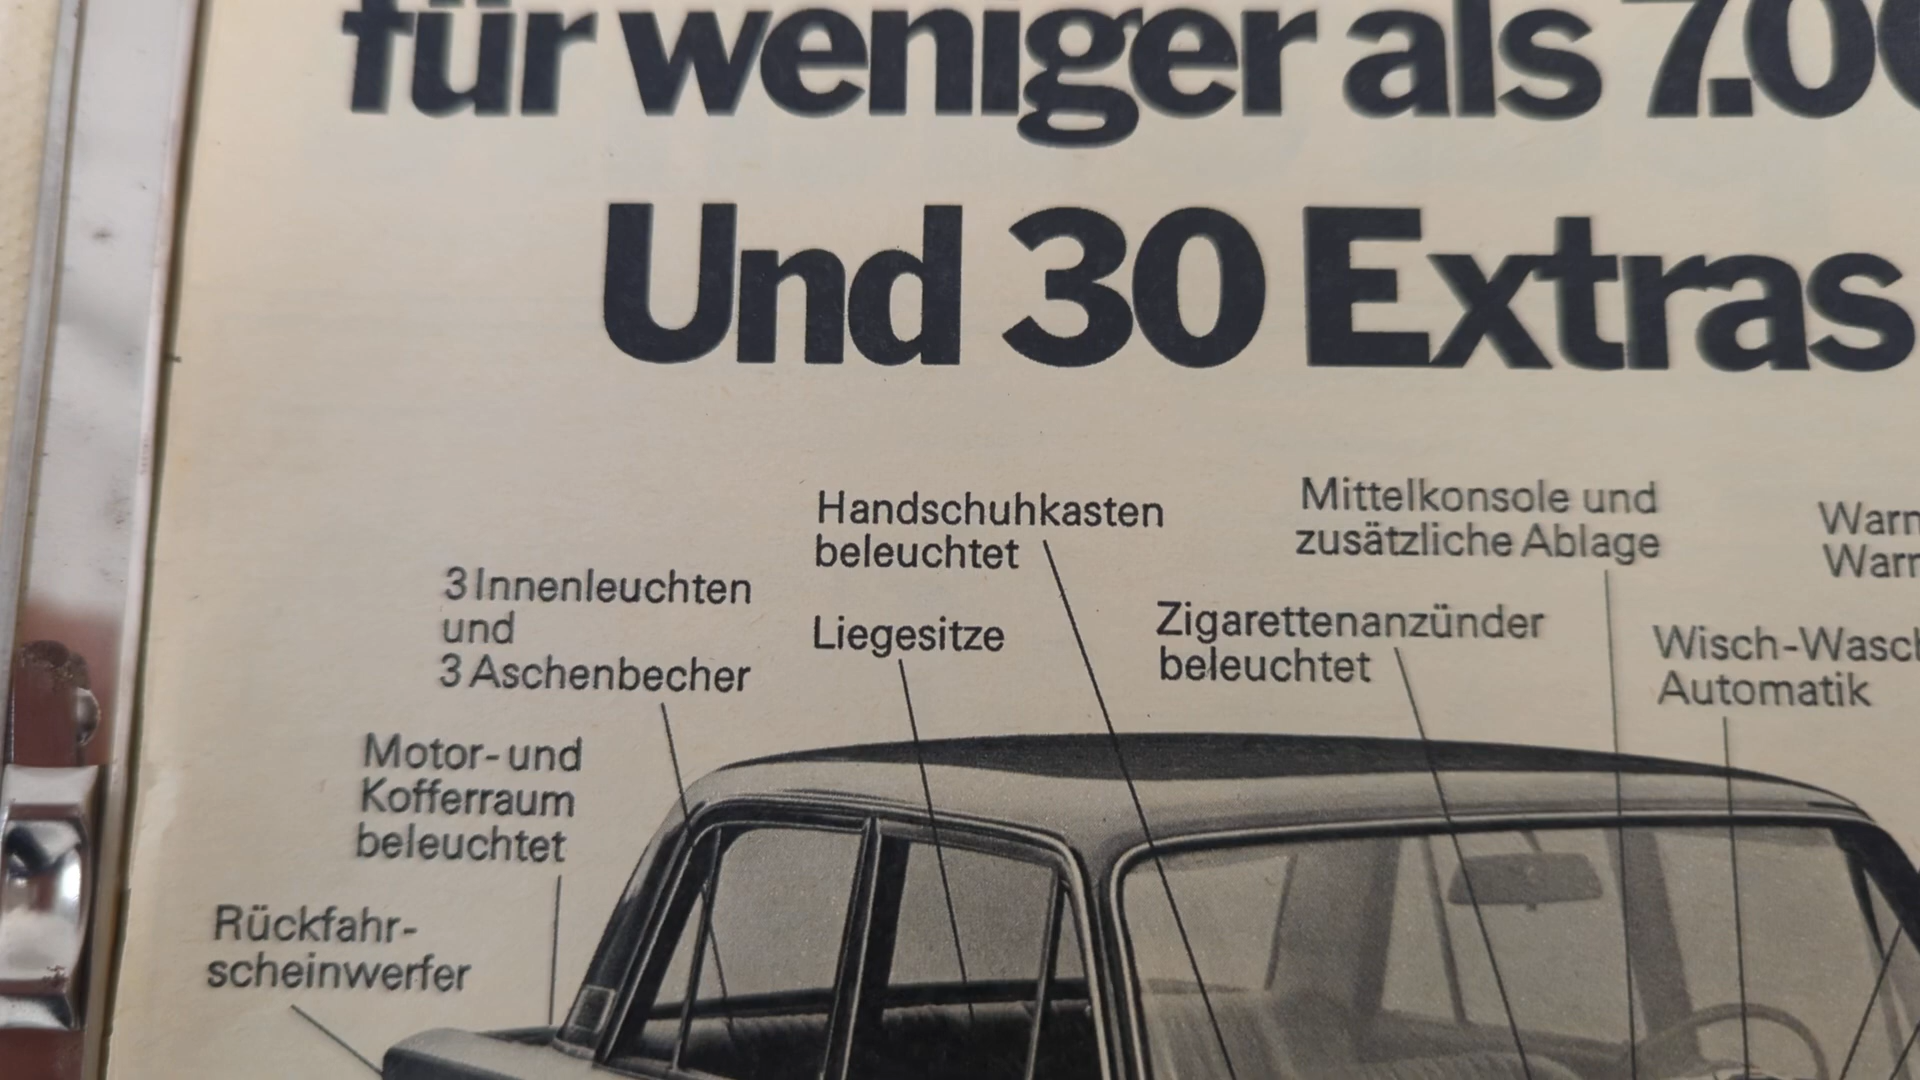 für weniger als 7.00
Und 30 Extras
Handschuhkasten
beleuchtet
Mittelkonsole und
zusätzliche Ablage
Warn
Warn
3 Innenleuchten
und
3 Aschenbecher
Liegesitze
Zigarettenanzünder
beleuchtet
Wisch-Wasch
Automatik
Motor- und
Kofferraum
beleuchtet
Rückfahr-
scheinwerfer